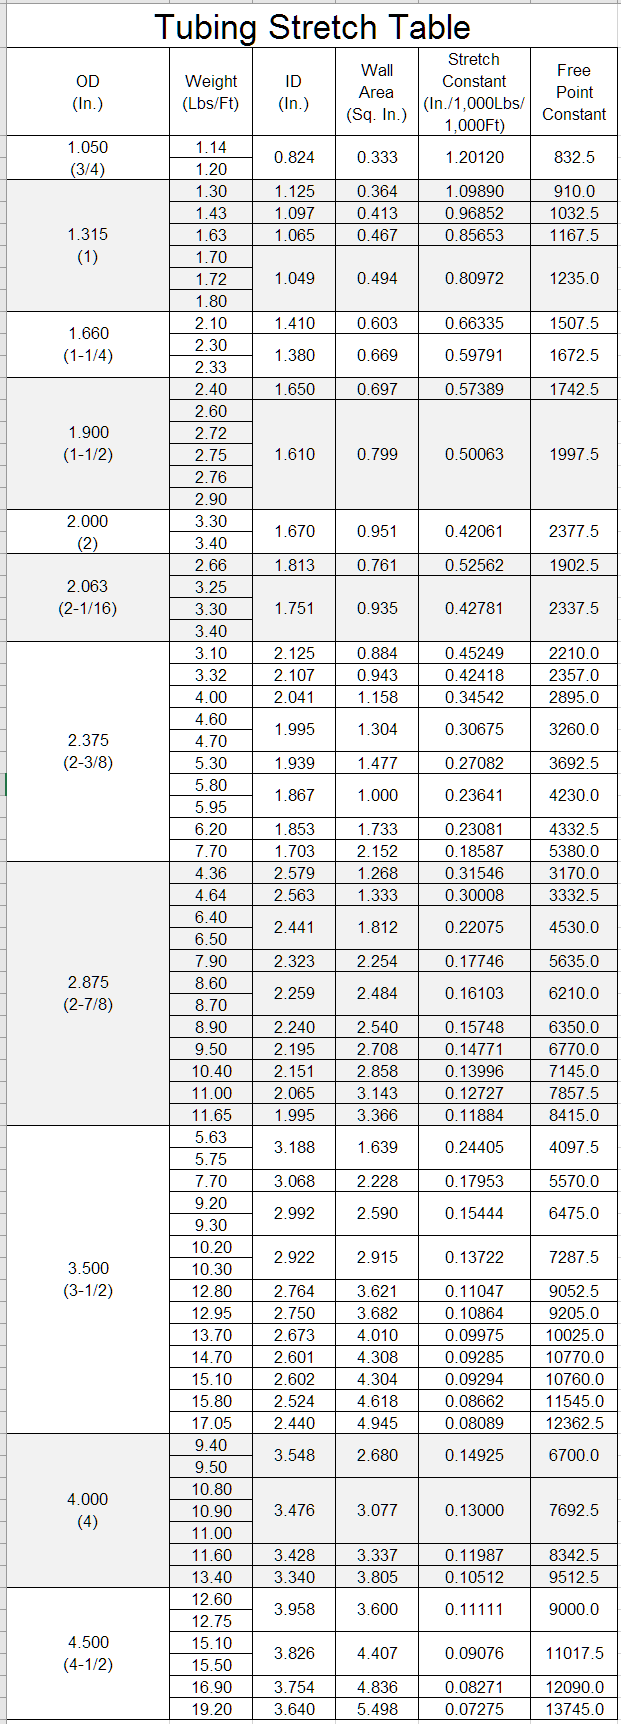 Tubing Stretch Table
OD
(In.)
Weight
(Lbs/Ft)
ID
(In.)
Wall
Area
(Sq. In.)
Stretch
Constant
(In./1,000Lbs/
1,000Ft)
Free
Point
Constant
1.050
(3/4)
1.14
1.20
0.824 0.333 1.20120 832.5
1.315
(1)
1.30 1.125 0.364 1.09890 910.0
1.43 1.097 0.413 0.96852 1032.5
1.63 1.065 0.467 0.85653 1167.5
1.70
1.72
1.80
1.049 0.494 0.80972 1235.0
1.660
(1-1/4)
2.10 1.410 0.603 0.66335 1507.5
2.30
2.33
1.380 0.669 0.59791 1672.5
1.900
(1-1/2)
2.40 1.650 0.697 0.57389 1742.5
2.60
2.72
2.75
2.76
2.90
1.610 0.799 0.50063 1997.5
2.000
(2)
3.30
3.40
1.670 0.951 0.42061 2377.5
2.063
(2-1/16)
2.66 1.813 0.761 0.52562 1902.5
3.25
3.30
3.40
1.751 0.935 0.42781 2337.5
2.375
(2-3/8)
3.10 2.125 0.884 0.45249 2210.0
3.32 2.107 0.943 0.42418 2357.0
4.00 2.041 1.158 0.34542 2895.0
4.60
4.70
1.995 1.304 0.30675 3260.0
5.30 1.939 1.477 0.27082 3692.5
5.80
5.95
1.867 1.000 0.23641 4230.0
6.20 1.853 1.733 0.23081 4332.5
7.70 1.703 2.152 0.18587 5380.0
2.875
(2-7/8)
4.36 2.579 1.268 0.31546 3170.0
4.64 2.563 1.333 0.30008 3332.5
6.40
6.50
2.441 1.812 0.22075 4530.0
7.90 2.323 2.254 0.17746 5635.0
8.60
8.70
2.259 2.484 0.16103 6210.0
8.90 2.240 2.540 0.15748 6350.0
9.50 2.195 2.708 0.14771 6770.0
10.40 2.151 2.858 0.13996 7145.0
11.00 2.065 3.143 0.12727 7857.5
11.65 1.995 3.366 0.11884 8415.0
3.500
(3-1/2)
5.63
5.75
3.188 1.639 0.24405 4097.5
7.70 3.068 2.228 0.17953 5570.0
9.20
9.30
2.992 2.590 0.15444 6475.0
10.20
10.30
2.922 2.915 0.13722 7287.5
12.80 2.764 3.621 0.11047 9052.5
12.95 2.750 3.682 0.10864 9205.0
13.70 2.673 4.010 0.09975 10025.0
14.70 2.601 4.308 0.09285 10770.0
15.10 2.602 4.304 0.09294 10760.0
15.80 2.524 4.618 0.08662 11545.0
17.05 2.440 4.945 0.08089 12362.5
4.000
(4)
9.40
9.50
3.548 2.680 0.14925 6700.0
10.80
10.90
11.00
3.476 3.077 0.13000 7692.5
11.60 3.428 3.337 0.11987 8342.5
13.40 3.340 3.805 0.10512 9512.5
4.500
(4-1/2)
12.60
12.75
3.958 3.600 0.11111 9000.0
15.10
15.50
3.826 4.407 0.09076 11017.5
16.90 3.754 4.836 0.08271 12090.0
19.20 3.640 5.498 0.07275 13745.0